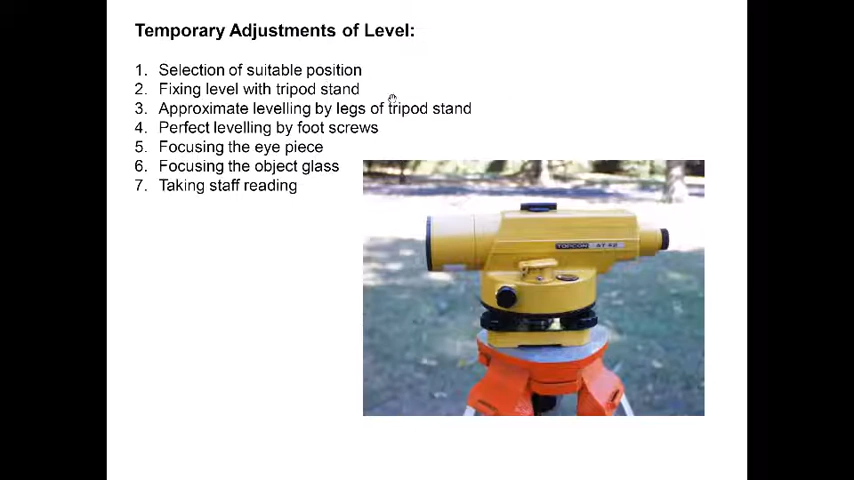 Temporary Adjustments of Level:
1. Selection of suitable position
2. Fixing level with tripod stand
3. Approximate levelling by legs of tripod stand
4. Perfect levelling by foot screws
5. Focusing the eye piece
6. Focusing the object glass
7. Taking staff reading
TOPCON